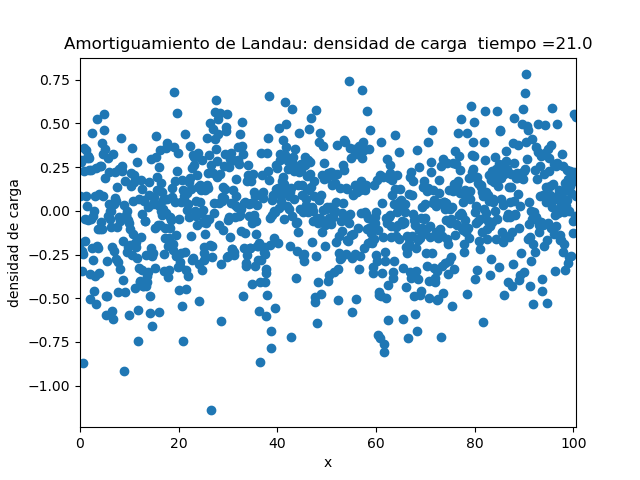 Amortiguamiento de Landau: densidad de carga  tiempo =21.0
densidad de carga
0.75
0.50
0.25
0.00
−0.25
−0.50
−0.75
−1.00
0 20 40 60 80 100
x